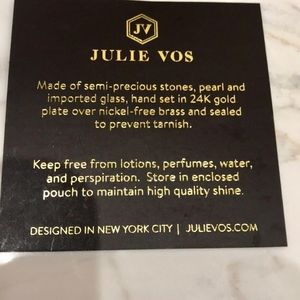 JV
JULIE VOS
Made of semi-precious stones, pearl and
imported glass, hand set in 24K gold
plate over nickel-free brass and sealed
to prevent tarnish.
Keep free from lotions, perfumes, water,
and perspiration. Store in enclosed
pouch to maintain high quality shine.
DESIGNED IN NEW YORK CITY | JULIEVOS.COM